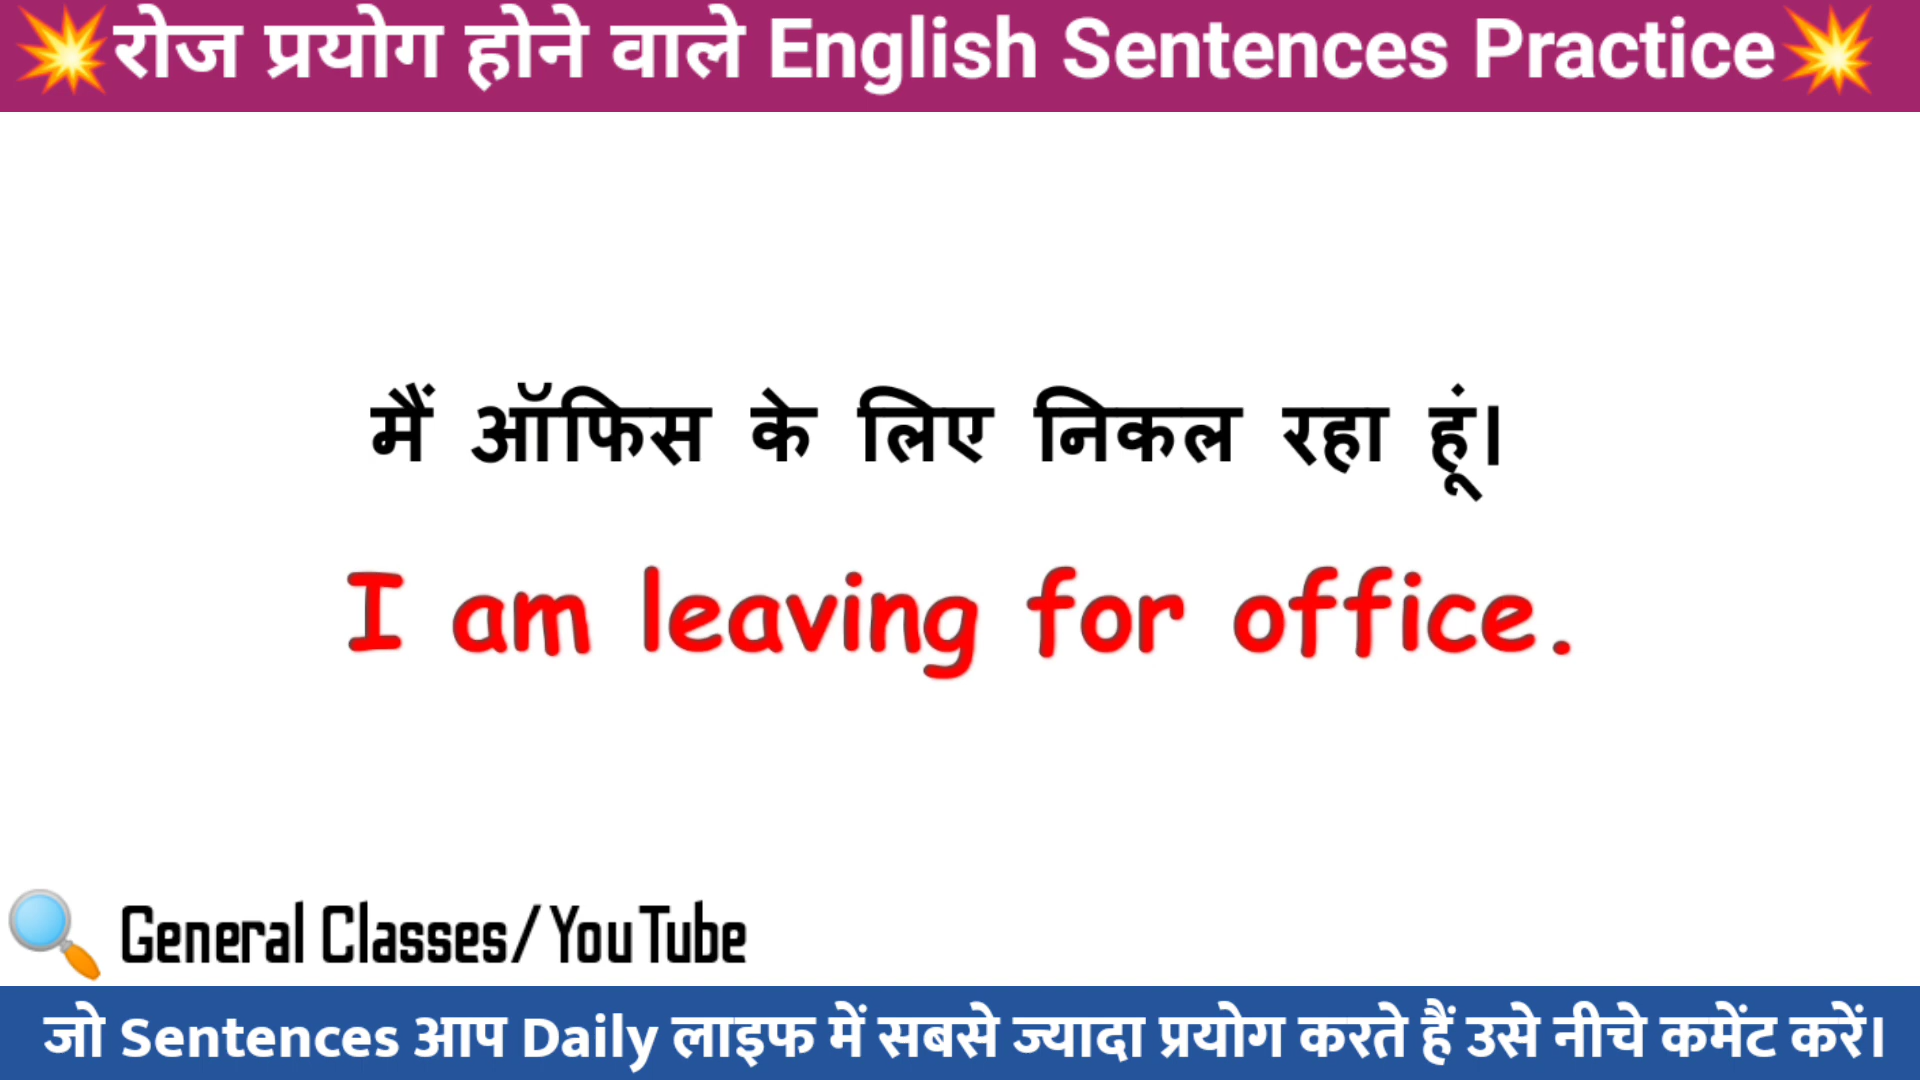 💥रोज प्रयोग होने वाले English Sentences Practice💥
मैं ऑफिस के लिए निकल रहा हूं।
I am leaving for office.
🔍 General Classes/YouTube
जो Sentences आप Daily लाइफ में सबसे ज्यादा प्रयोग करते हैं उसे नीचे कमेंट करें।